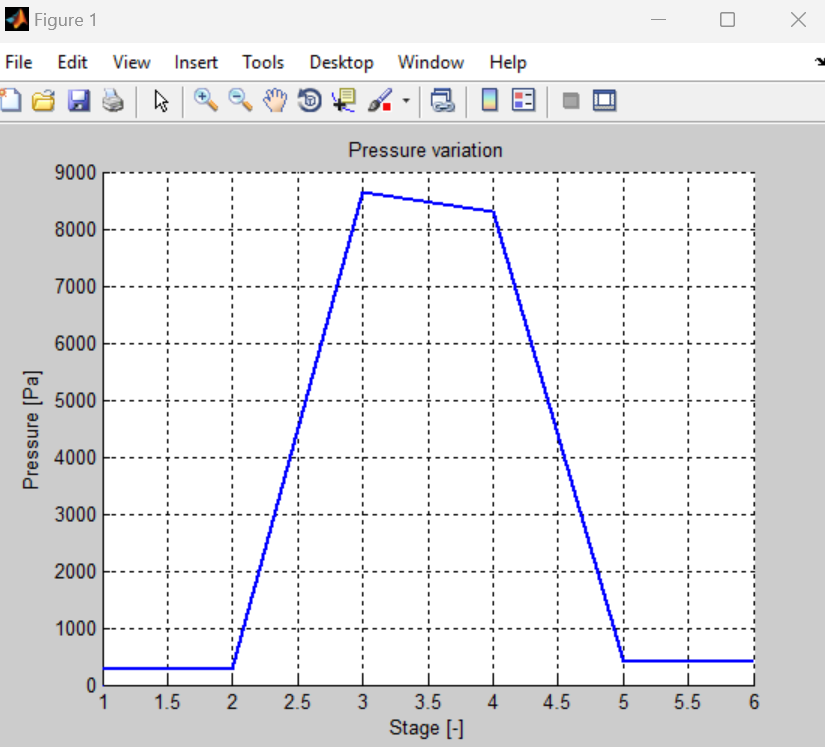 Figure 1
File Edit View Insert Tools Desktop Window Help
Pressure variation
9000
8000
7000
6000
5000
4000
3000
2000
1000
0
Pressure [Pa]
1 1.5 2 2.5 3 3.5 4 4.5 5 5.5 6
Stage [-]